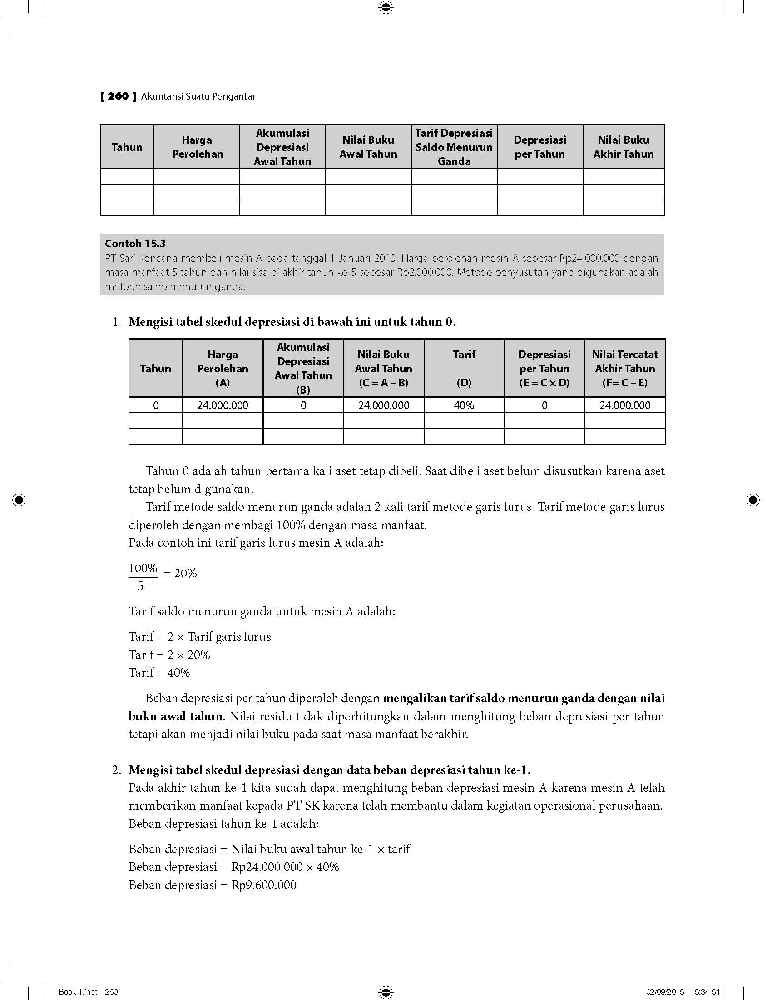 [ 260 ] Akuntansi Suatu Pengantar
Tahun
Harga
Perolehan
Akumulasi
Depresiasi
Awal Tahun
Nilai Buku
Awal Tahun
Tarif Depresiasi
Saldo Menurun
Ganda
Depresiasi
per Tahun
Nilai Buku
Akhir Tahun
Contoh 15.3
PT Sari Kencana membeli mesin A pada tanggal 1 Januari 2013. Harga perolehan mesin A sebesar Rp24.000.000 dengan
masa manfaat 5 tahun dan nilai sisa di akhir tahun ke-5 sebesar Rp2.000.000. Metode penyusutan yang digunakan adalah
metode saldo menurun ganda.
1. Mengisi tabel skedul depresiasi di bawah ini untuk tahun 0.
Tahun
Harga
Perolehan
(A)
Akumulasi
Depresiasi
Awal Tahun
(B)
Nilai Buku
Awal Tahun
(C = A – B)
Tarif
(D)
Depresiasi
per Tahun
(E = C × D)
Nilai Tercatat
Akhir Tahun
(F= C – E)
0 24.000.000 0 24.000.000 40% 0 24.000.000
Tahun 0 adalah tahun pertama kali aset tetap dibeli. Saat dibeli aset belum disusutkan karena aset
tetap belum digunakan.
Tarif metode saldo menurun ganda adalah 2 kali tarif metode garis lurus. Tarif metode garis lurus
diperoleh dengan membagi 100% dengan masa manfaat.
Pada contoh ini tarif garis lurus mesin A adalah:
100%
= 20%
5
Tarif saldo menurun ganda untuk mesin A adalah:
Tarif = 2 × Tarif garis lurus
Tarif = 2 × 20%
Tarif = 40%
Beban depresiasi per tahun diperoleh dengan mengalikan tarif saldo menurun ganda dengan nilai
buku awal tahun. Nilai residu tidak diperhitungkan dalam menghitung beban depresiasi per tahun
tetapi akan menjadi nilai buku pada saat masa manfaat berakhir.
2. Mengisi tabel skedul depresiasi dengan data beban depresiasi tahun ke-1.
Pada akhir tahun ke-1 kita sudah dapat menghitung beban depresiasi mesin A karena mesin A telah
memberikan manfaat kepada PT SK karena telah membantu dalam kegiatan operasional perusahaan.
Beban depresiasi tahun ke-1 adalah:
Beban depresiasi = Nilai buku awal tahun ke-1 × tarif
Beban depresiasi = Rp24.000.000 × 40%
Beban depresiasi = Rp9.600.000
Book 1.indb 260
02/09/2015 15:34:54